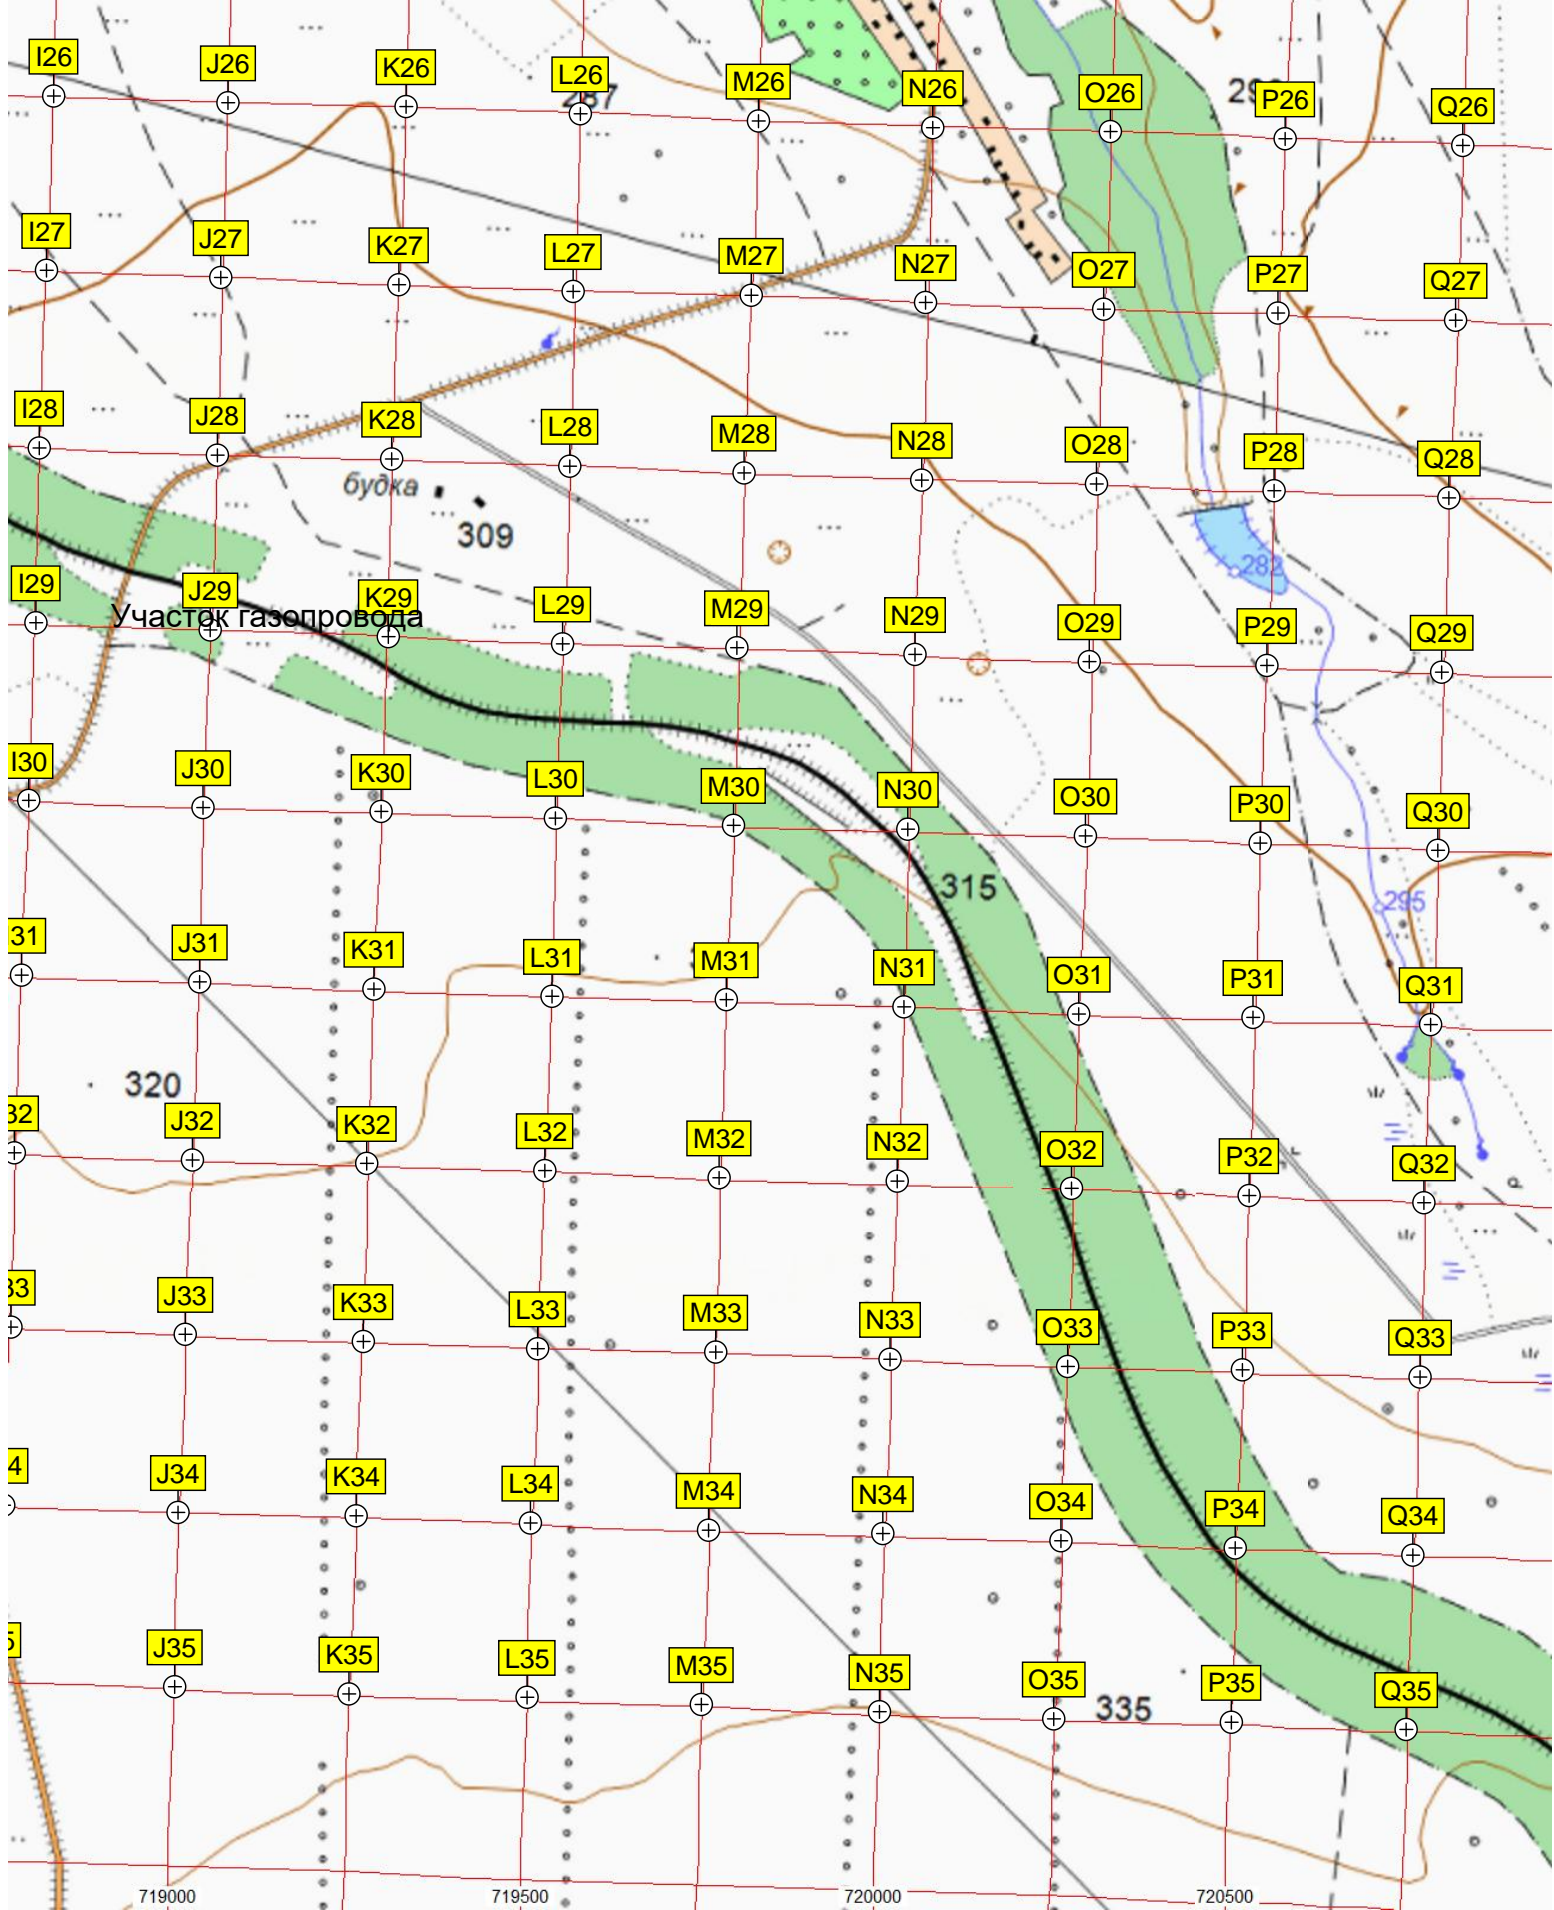 I26 J26 K26 L26 M26 N26 O26 P26 Q26
I27 J27 K27 L27 M27 N27 O27 P27 Q27
I28 J28 K28 L28 M28 N28 O28 P28 Q28
будка
309
282
I29 J29 K29 L29 M29 N29 O29 P29 Q29
Участок газопровода
I30 J30 K30 L30 M30 N30 O30 P30 Q30
315
295
31 J31 K31 L31 M31 N31 O31 P31 Q31
320
32 J32 K32 L32 M32 N32 O32 P32 Q32
33 J33 K33 L33 M33 N33 O33 P33 Q33
4 J34 K34 L34 M34 N34 O34 P34 Q34
5 J35 K35 L35 M35 N35 O35 P35 Q35
335
719000 719500 720000 720500